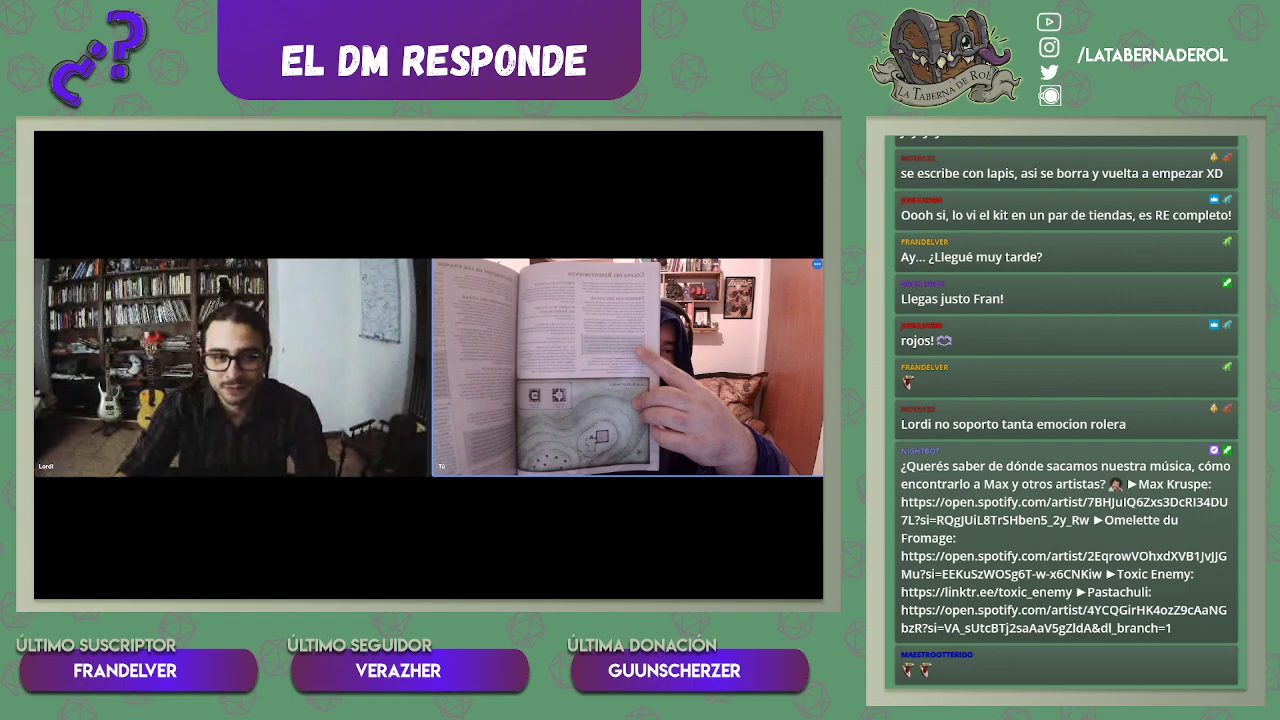 EL DM RESPONDE
LA TABERNA DE ROL
/LATABERNADEROL
se escribe con lapis, asi se borra y vuelta a empezar XD
Oooh si, lo vi el kit en un par de tiendas, es RE completo!
FRANDELVER
Ay... ¿Llegué muy tarde?
Llegas justo Fran!
rojos!
FRANDELVER
Lordi no soporto tanta emocion rolera
NIGHTBOT
¿Querés saber de dónde sacamos nuestra música, cómo
encontrarlo a Max y otros artistas? ►Max Kruspe:
https://open.spotify.com/artist/7BHJuIQ6Zxs3DcRI34DU
7L?si=RQgJUiL8TrSHben5_2y_Rw ►Omelette du
Fromage:
https://open.spotify.com/artist/2EqrowVOhxdXVB1JvJJG
Mu?si=EEKuSzWOSg6T-w-x6CNKiw ►Toxic Enemy:
https://linktr.ee/toxic_enemy ►Pastachuli:
https://open.spotify.com/artist/4YCQGirHK4ozZ9cAaNG
bzR?si=VA_sUtcBTj2saAaV5gZldA&dl_branch=1
MAESTROOTTERIDO
Lordi
Tú
ÚLTIMO SUSCRIPTOR
FRANDELVER
ÚLTIMO SEGUIDOR
VERAZHER
ÚLTIMA DONACIÓN
GUUNSCHERZER